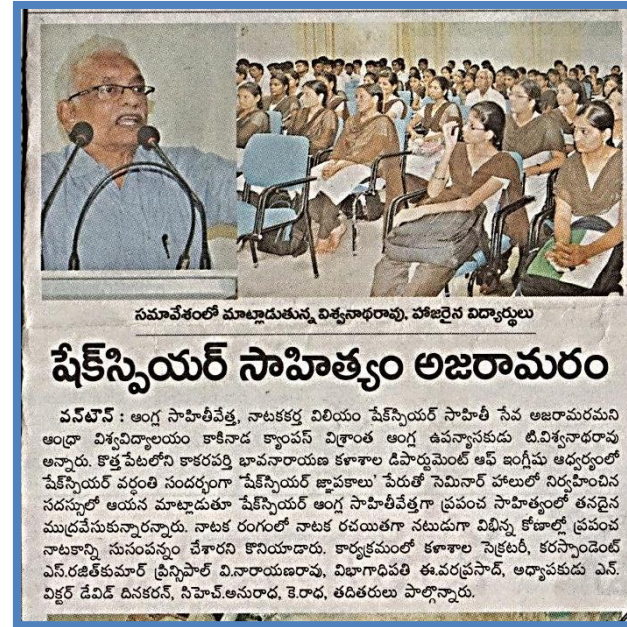 సమావేశంలో మాట్లాడుతున్న విశ్వనాథరావు, హాజరైన విద్యార్థులు
షేక్‌స్పియర్ సాహిత్యం అజరామరం
వన్‌టౌన్ : ఆంగ్ల సాహితీవేత్త, నాటకకర్త విలియం షేక్‌స్పియర్ సాహితీ సేవ అజరామరమని
ఆంధ్రా విశ్వవిద్యాలయం కాకినాడ క్యాంపస్ విశ్రాంత ఆంగ్ల ఉపన్యాసకుడు టి.విశ్వనాథరావు
అన్నారు. కొత్తపేటలోని కాకరపర్తి భావనారాయణ కళాశాల డిపార్టుమెంట్ ఆఫ్ ఇంగ్లీషు ఆధ్వర్యంలో
షేక్‌స్పియర్ వర్ధంతి సందర్భంగా 'షేక్‌స్పియర్ జ్ఞాపకాలు' పేరుతో సెమినార్ హాలులో నిర్వహించిన
సదస్సులో ఆయన మాట్లాడుతూ షేక్‌స్పియర్ ఆంగ్ల సాహితీవేత్తగా ప్రపంచ సాహిత్యంలో తనదైన
ముద్రవేసుకున్నారన్నారు. నాటక రంగంలో నాటక రచయితగా నటుడుగా విభిన్న కోణాల్లో ప్రపంచ
నాటకాన్ని సుసంపన్నం చేశారని కొనియాడారు. కార్యక్రమంలో కళాశాల సెక్రటరీ, కరస్పాండెంట్
ఎస్.రజిత్‌కుమార్ ప్రిన్సిపాల్ వి.నారాయణరావు, విభాగాధిపతి ఈ.వరప్రసాద్, అధ్యాపకుడు ఎన్.
విక్టర్ డేవిడ్ దినకరన్, సిహెచ్.అనురాధ, కె.రాధ, తదితరులు పాల్గొన్నారు.